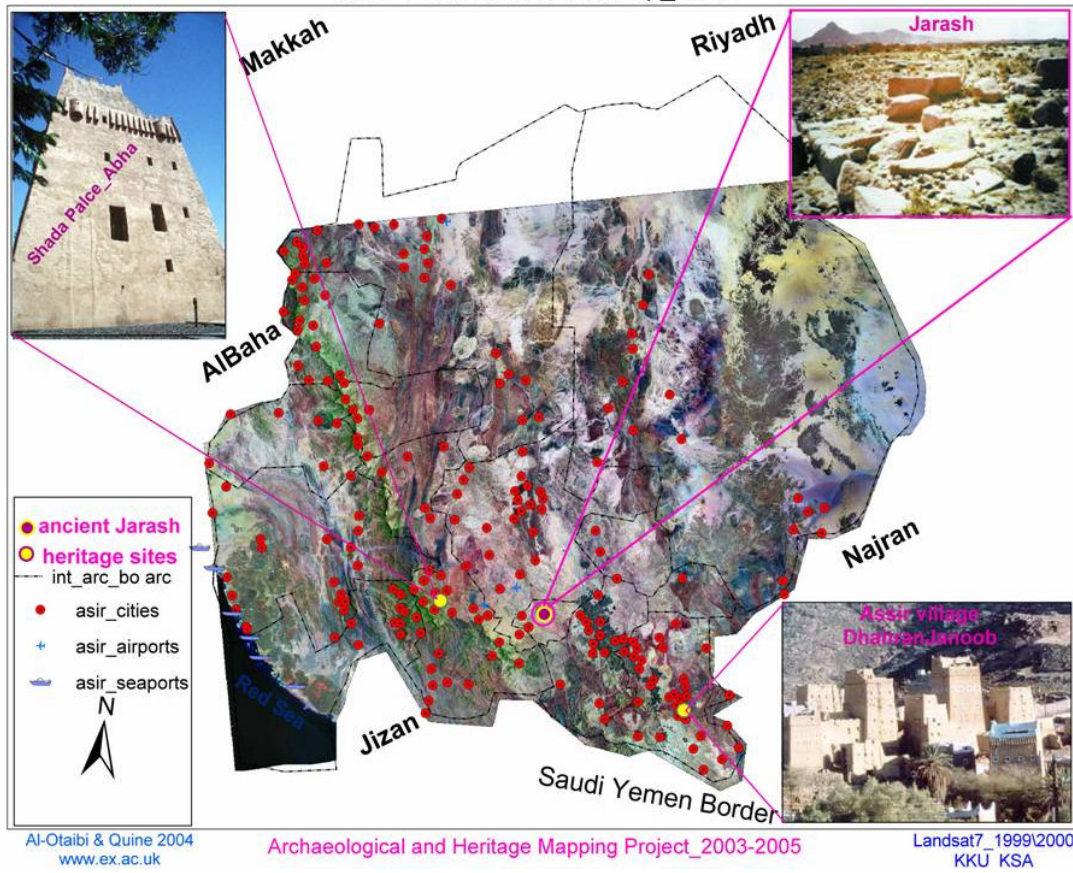 Makkah
Riyadh
Jarash
Shada Palce_Abha
AlBaha
Najran
ancient Jarash
heritage sites
int_arc_bo arc
asir_cities
asir_airports
asir_seaports
N
Red Sea
Jizan
Saudi Yemen Border
Assir village
DhahranJanoob
Al-Otaibi & Quine 2004
www.ex.ac.uk
Archaeological and Heritage Mapping Project_2003-2005
Landsat7_1999\2000
KKU KSA